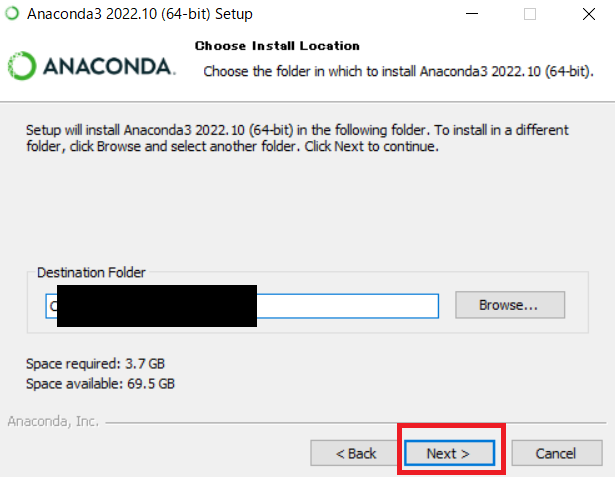 Anaconda3 2022.10 (64-bit) Setup
Choose Install Location
ANACONDA.
Choose the folder in which to install Anaconda3 2022.10 (64-bit).
Setup will install Anaconda3 2022.10 (64-bit) in the following folder. To install in a different
folder, click Browse and select another folder. Click Next to continue.
Destination Folder
Browse...
Space required: 3.7 GB
Space available: 69.5 GB
Anaconda, Inc.
< Back
Next >
Cancel